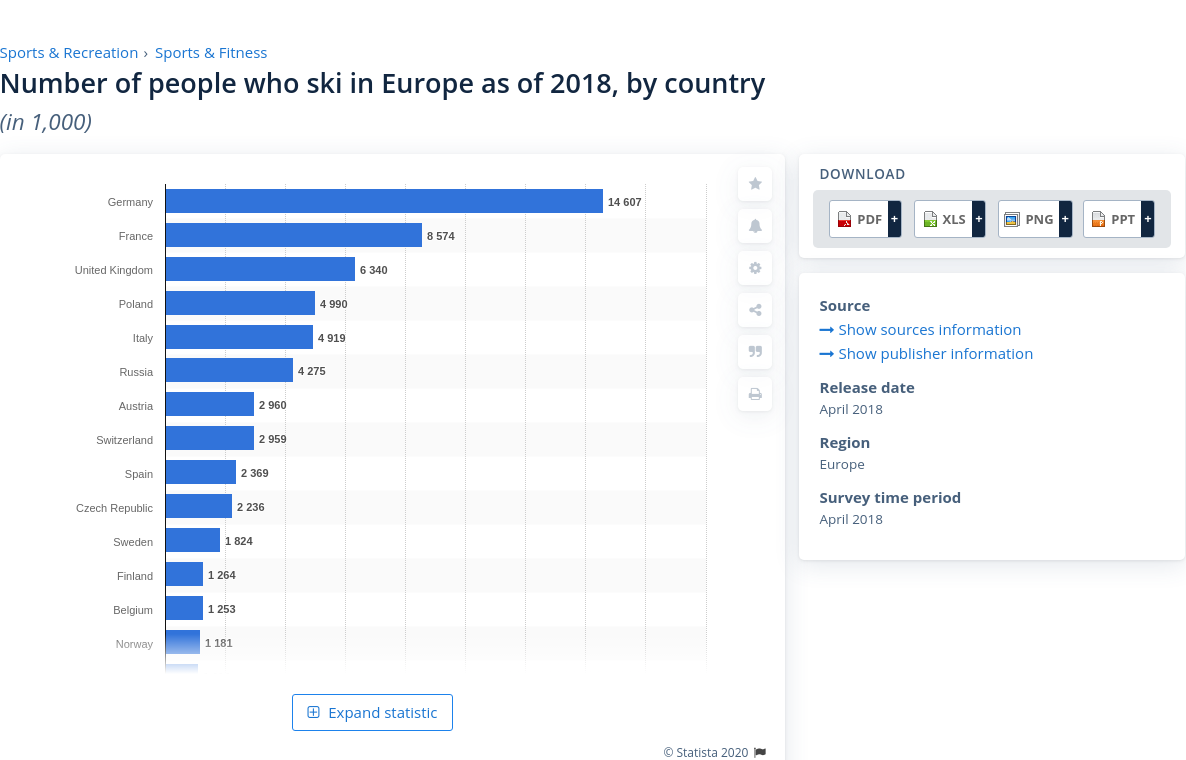 Sports & Recreation › Sports & Fitness
Number of people who ski in Europe as of 2018, by country
(in 1,000)
Germany 14 607
France 8 574
United Kingdom 6 340
Poland 4 990
Italy 4 919
Russia 4 275
Austria 2 960
Switzerland 2 959
Spain 2 369
Czech Republic 2 236
Sweden 1 824
Finland 1 264
Belgium 1 253
Norway 1 181
Expand statistic
© Statista 2020
DOWNLOAD
PDF + XLS + PNG + PPT +
Source
Show sources information
Show publisher information
Release date
April 2018
Region
Europe
Survey time period
April 2018